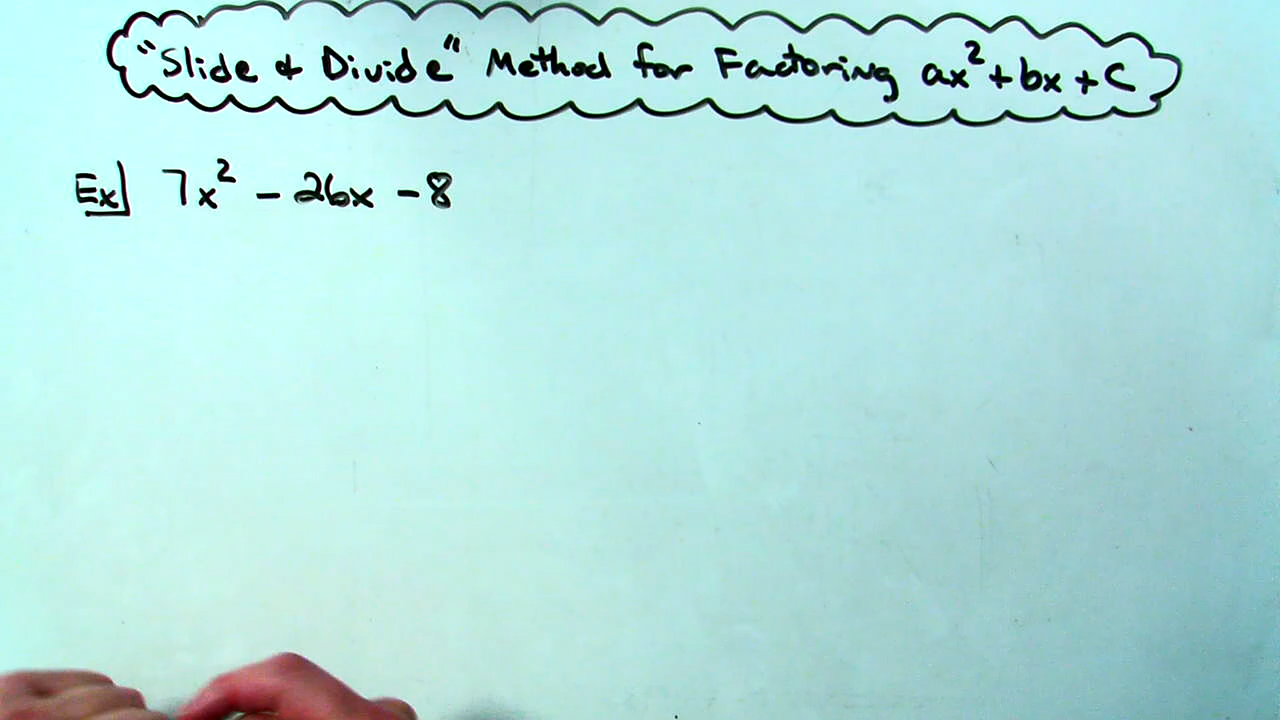 "Slide & Divide" Method for Factoring ax² + bx + c
Ex] 7x² - 26x - 8